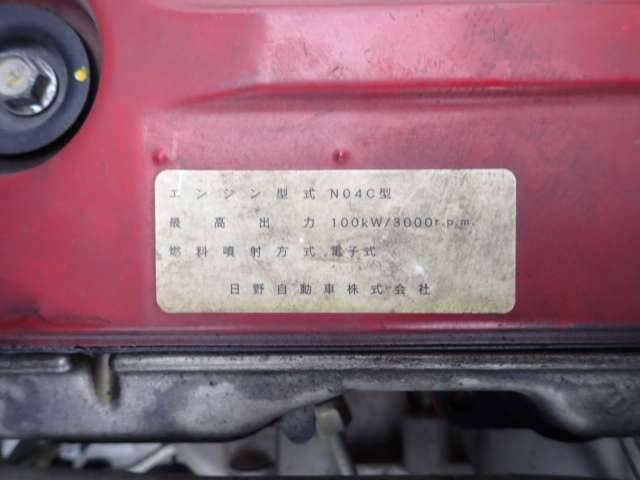 エンジン型式 N04C型
最高出力 100kW/3000r.p.m.
燃料噴射方式 電子式
日野自動車株式会社